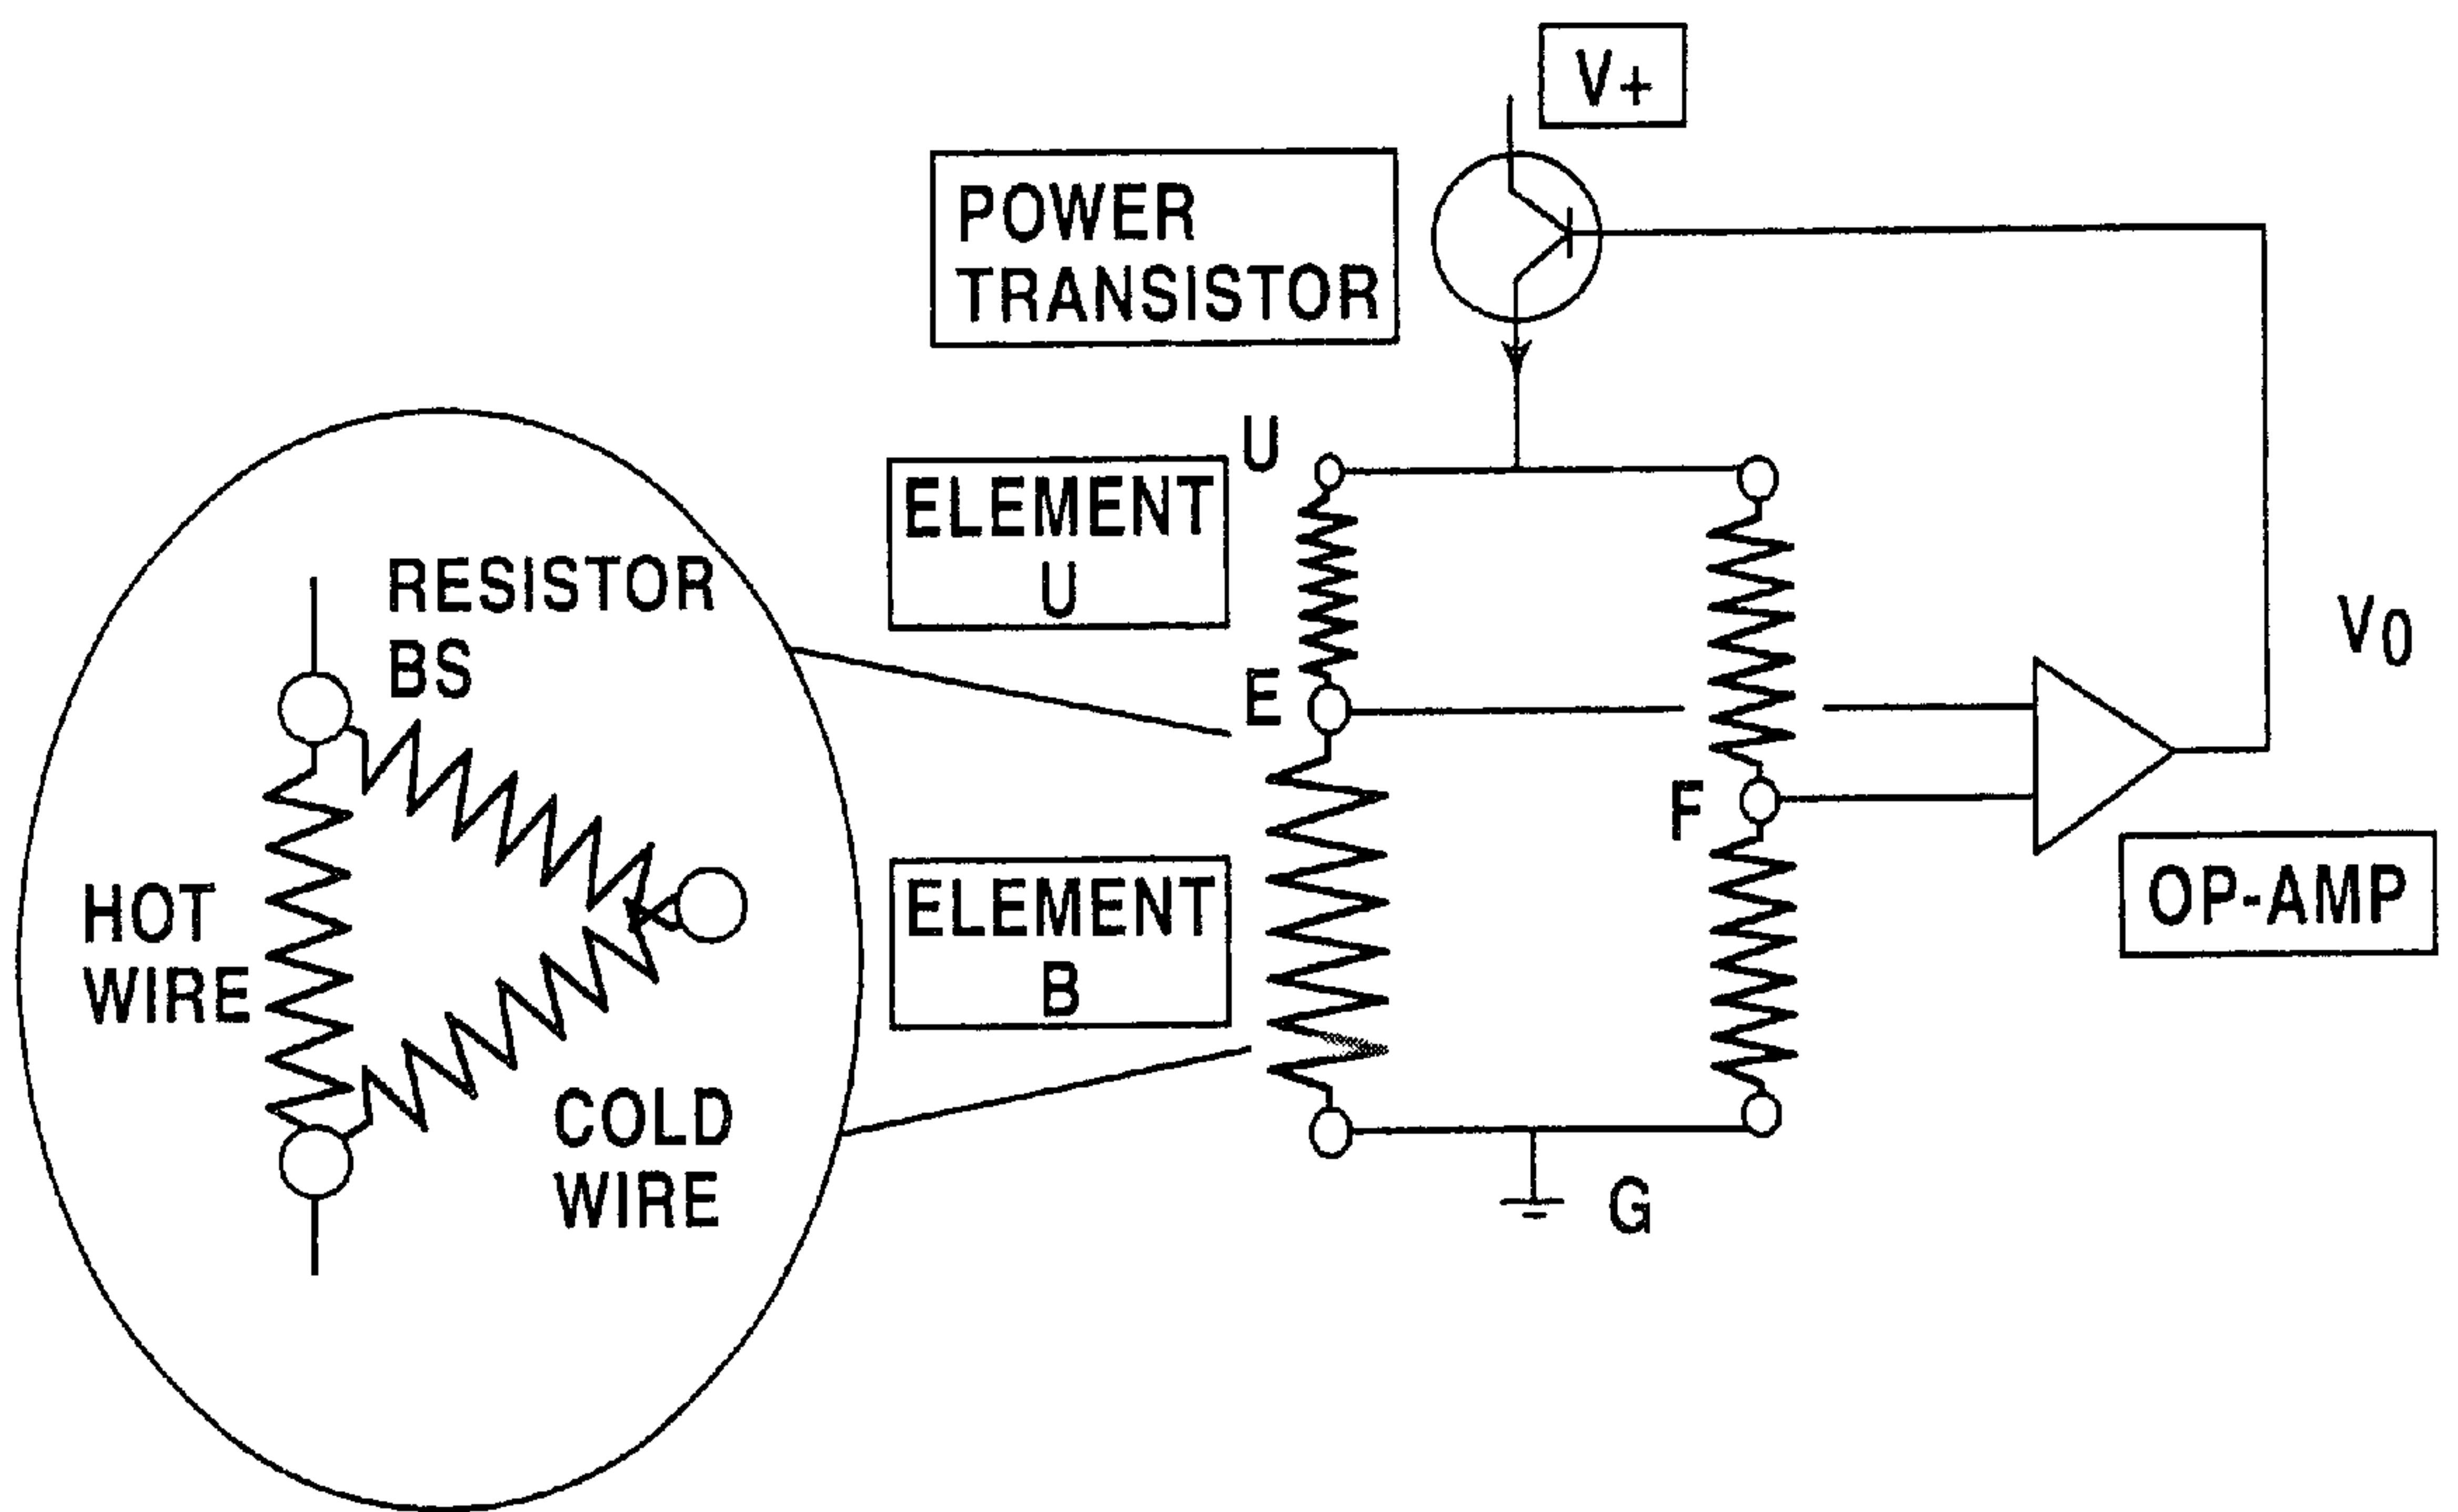 V+
POWER
TRANSISTOR
U
ELEMENT
U
RESISTOR
BS
E
V0
F
HOT
WIRE
ELEMENT
B
OP-AMP
COLD
WIRE
G